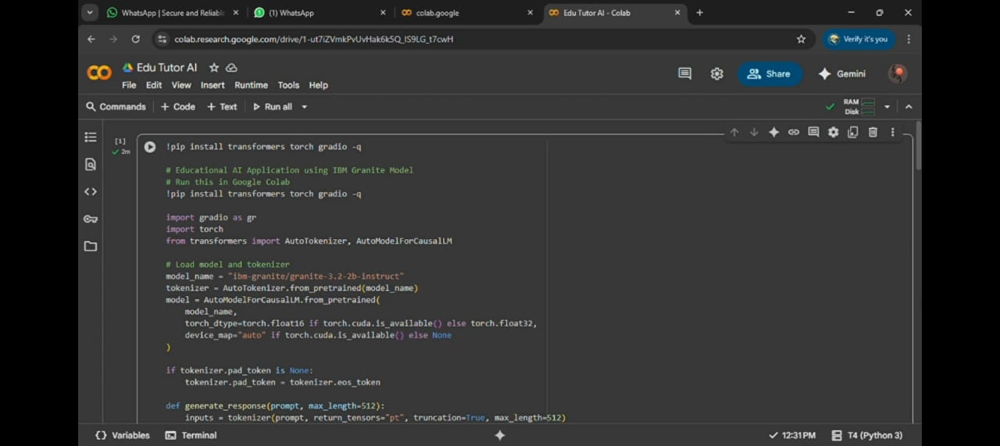 WhatsApp | Secure and Reliable
(1) WhatsApp
colab.google
Edu Tutor AI - Colab
colab.research.google.com/drive/1-ut7iZVmkPvUvHak6k5Q_IS9LG_t7cwH
Verify it's you
Edu Tutor AI
File Edit View Insert Runtime Tools Help
Share
Gemini
Commands + Code + Text Run all
RAM
Disk
[1]
2m
!pip install transformers torch gradio -q
# Educational AI Application using IBM Granite Model
# Run this in Google Colab
!pip install transformers torch gradio -q
import gradio as gr
import torch
from transformers import AutoTokenizer, AutoModelForCausalLM
# Load model and tokenizer
model_name = "ibm-granite/granite-3.2-2b-instruct"
tokenizer = AutoTokenizer.from_pretrained(model_name)
model = AutoModelForCausalLM.from_pretrained(
model_name,
torch_dtype=torch.float16 if torch.cuda.is_available() else torch.float32,
device_map="auto" if torch.cuda.is_available() else None
)
if tokenizer.pad_token is None:
tokenizer.pad_token = tokenizer.eos_token
def generate_response(prompt, max_length=512):
inputs = tokenizer(prompt, return_tensors="pt", truncation=True, max_length=512)
Variables Terminal
12:31 PM T4 (Python 3)